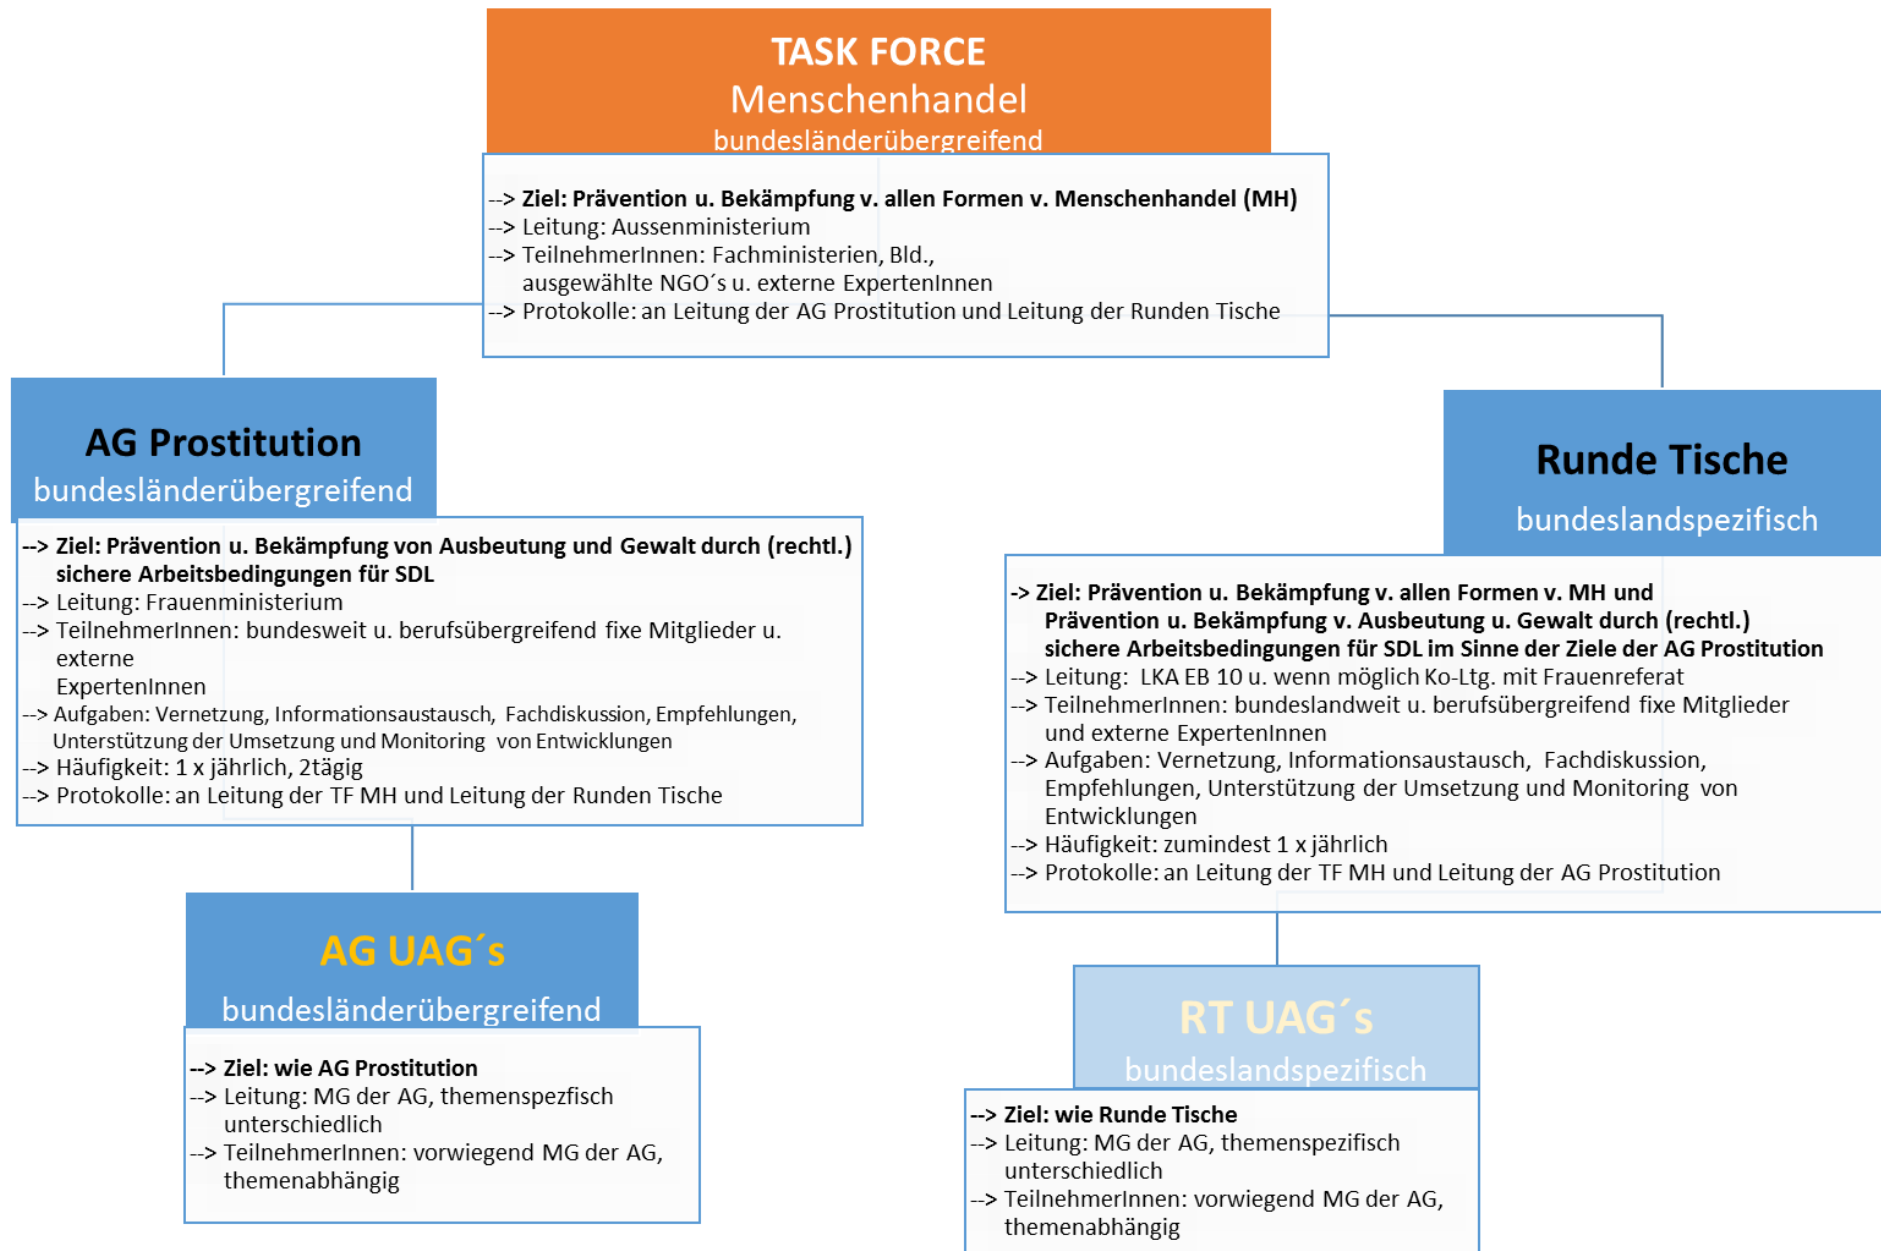 TASK FORCE
Menschenhandel
bundesländerübergreifend
--> Ziel: Prävention u. Bekämpfung v. allen Formen v. Menschenhandel (MH)
--> Leitung: Aussenministerium
--> TeilnehmerInnen: Fachministerien, Bld.,
ausgewählte NGO´s u. externe ExpertenInnen
--> Protokolle: an Leitung der AG Prostitution und Leitung der Runden Tische
AG Prostitution
bundesländerübergreifend
--> Ziel: Prävention u. Bekämpfung von Ausbeutung und Gewalt durch (rechtl.)
sichere Arbeitsbedingungen für SDL
--> Leitung: Frauenministerium
--> TeilnehmerInnen: bundesweit u. berufsübergreifend fixe Mitglieder u.
externe
ExpertenInnen
--> Aufgaben: Vernetzung, Informationsaustausch, Fachdiskussion, Empfehlungen,
Unterstützung der Umsetzung und Monitoring von Entwicklungen
--> Häufigkeit: 1 x jährlich, 2tägig
--> Protokolle: an Leitung der TF MH und Leitung der Runden Tische
Runde Tische
bundeslandspezifisch
-> Ziel: Prävention u. Bekämpfung v. allen Formen v. MH und
Prävention u. Bekämpfung v. Ausbeutung u. Gewalt durch (rechtl.)
sichere Arbeitsbedingungen für SDL im Sinne der Ziele der AG Prostitution
--> Leitung: LKA EB 10 u. wenn möglich Ko-Ltg. mit Frauenreferat
--> TeilnehmerInnen: bundeslandweit u. berufsübergreifend fixe Mitglieder
und externe ExpertenInnen
--> Aufgaben: Vernetzung, Informationsaustausch, Fachdiskussion,
Empfehlungen, Unterstützung der Umsetzung und Monitoring von
Entwicklungen
--> Häufigkeit: zumindest 1 x jährlich
--> Protokolle: an Leitung der TF MH und Leitung der AG Prostitution
AG UAG´s
bundesländerübergreifend
--> Ziel: wie AG Prostitution
--> Leitung: MG der AG, themenspezfisch
unterschiedlich
--> TeilnehmerInnen: vorwiegend MG der AG,
themenabhängig
RT UAG´s
bundeslandspezifisch
--> Ziel: wie Runde Tische
--> Leitung: MG der AG, themenspezifisch
unterschiedlich
--> TeilnehmerInnen: vorwiegend MG der AG,
themenabhängig